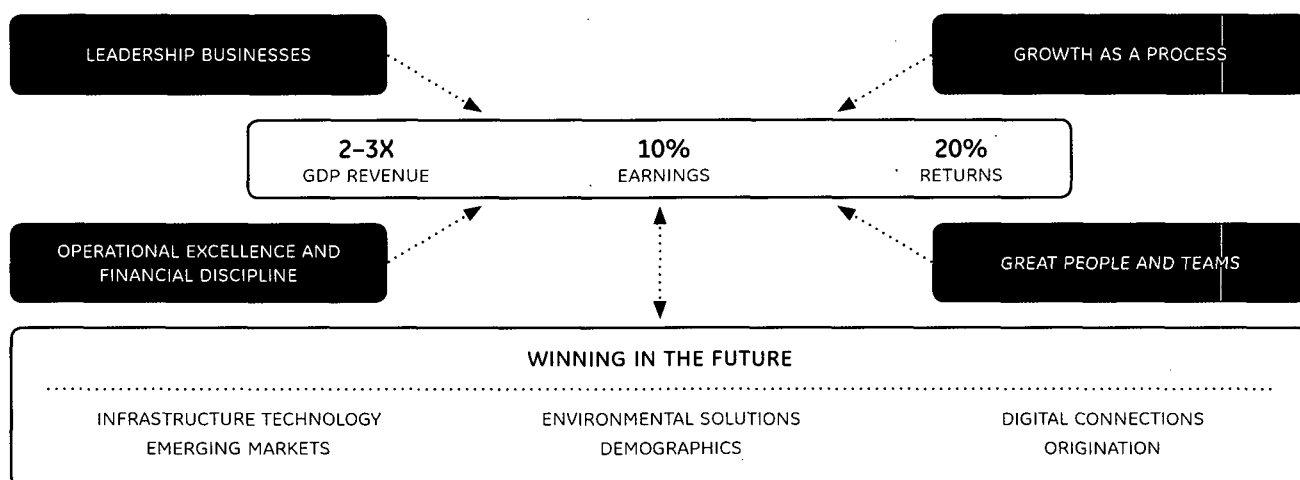 LEADERSHIP BUSINESSES
GROWTH AS A PROCESS
2–3X
GDP REVENUE
10%
EARNINGS
20%
RETURNS
OPERATIONAL EXCELLENCE AND
FINANCIAL DISCIPLINE
GREAT PEOPLE AND TEAMS
WINNING IN THE FUTURE
INFRASTRUCTURE TECHNOLOGY
EMERGING MARKETS
ENVIRONMENTAL SOLUTIONS
DEMOGRAPHICS
DIGITAL CONNECTIONS
ORIGINATION